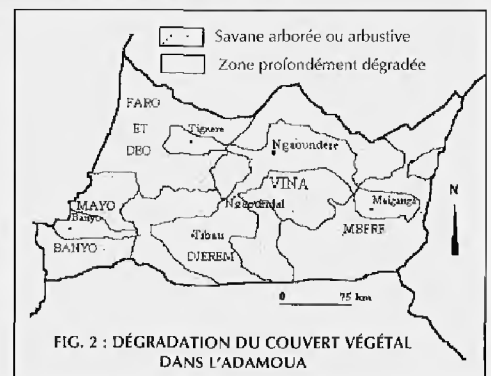 Savane arborée ou arbustive
Zone profondément dégradée
FARO
ET
DEO
Tignere
Ngaoundere
VINA
Meiganga
MBERE
N
MAYO
Banyo
BANYO
Tibati
DJEREM
0 75 km
FIG. 2 : DÉGRADATION DU COUVERT VÉGÉTAL
DANS L'ADAMOUA